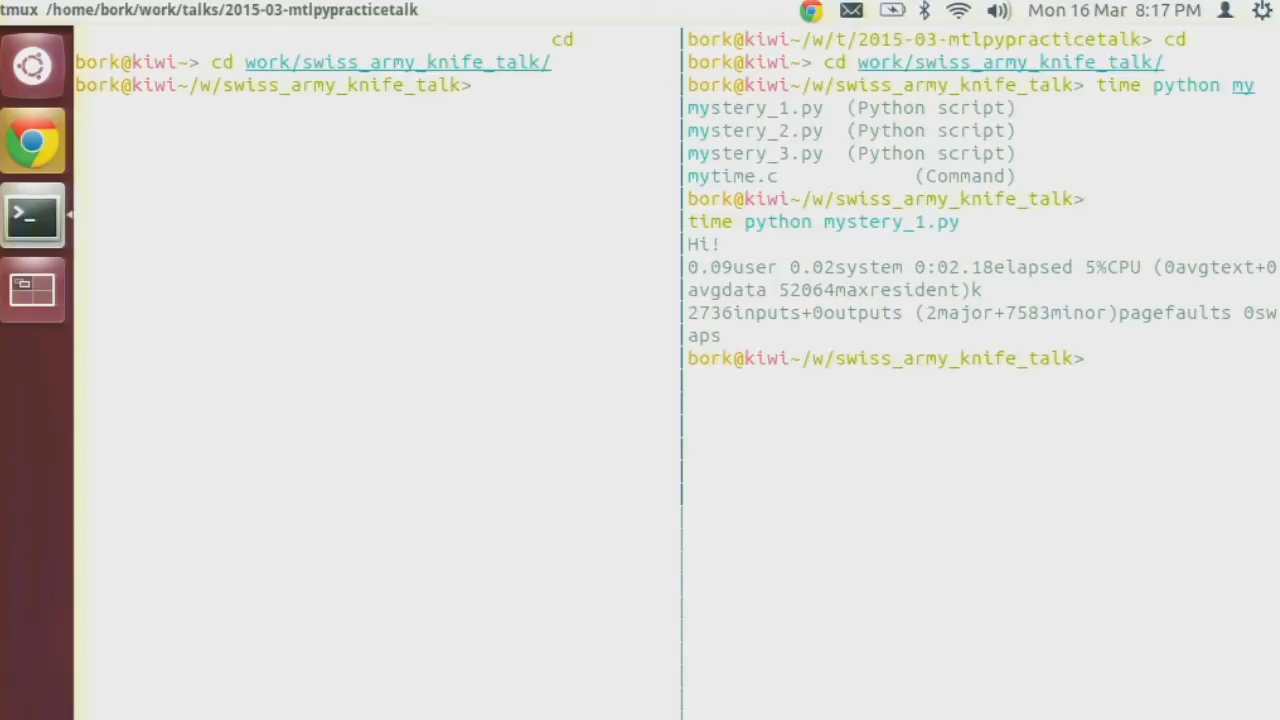 tmux /home/bork/work/talks/2015-03-mtlpypracticetalk
Mon 16 Mar 8:17 PM
cd
bork@kiwi~> cd work/swiss_army_knife_talk/
bork@kiwi~/w/swiss_army_knife_talk>
bork@kiwi~/w/t/2015-03-mtlpypracticetalk> cd
bork@kiwi~> cd work/swiss_army_knife_talk/
bork@kiwi~/w/swiss_army_knife_talk> time python my
mystery_1.py (Python script)
mystery_2.py (Python script)
mystery_3.py (Python script)
mytime.c (Command)
bork@kiwi~/w/swiss_army_knife_talk>
time python mystery_1.py
Hi!
0.09user 0.02system 0:02.18elapsed 5%CPU (0avgtext+0
avgdata 52064maxresident)k
2736inputs+0outputs (2major+7583minor)pagefaults 0sw
aps
bork@kiwi~/w/swiss_army_knife_talk>